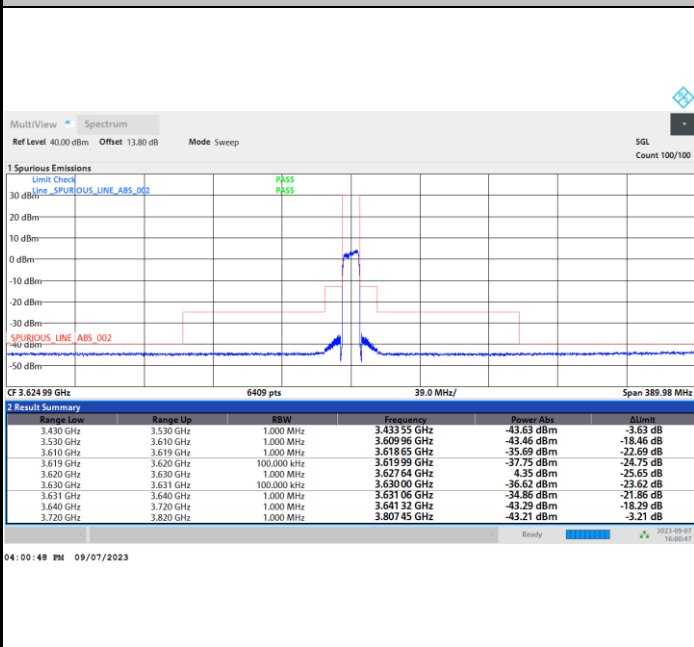 MultiView Spectrum
Ref Level 40.00 dBm Offset 13.80 dB Mode Sweep SGL
Count 100/100
1 Spurious Emissions
Limit Check PASS
Line _SPURIOUS_LINE_ABS_002 PASS
30 dBm
20 dBm
10 dBm
0 dBm
-10 dBm
-20 dBm
-30 dBm
SPURIOUS_LINE_ABS_002
-40 dBm
-50 dBm
CF 3.624 99 GHz 6409 pts 39.0 MHz/ Span 389.98 MHz
2 Result Summary
Range Low Range Up RBW Frequency Power Abs ΔLimit
3.430 GHz 3.530 GHz 1.000 MHz 3.433 55 GHz -43.63 dBm -3.63 dB
3.530 GHz 3.610 GHz 1.000 MHz 3.609 96 GHz -43.46 dBm -18.46 dB
3.610 GHz 3.619 GHz 1.000 MHz 3.618 65 GHz -35.69 dBm -22.69 dB
3.619 GHz 3.620 GHz 100.000 kHz 3.619 99 GHz -37.75 dBm -24.75 dB
3.620 GHz 3.630 GHz 1.000 MHz 3.627 64 GHz 4.35 dBm -25.65 dB
3.630 GHz 3.631 GHz 100.000 kHz 3.630 00 GHz -36.62 dBm -23.62 dB
3.631 GHz 3.640 GHz 1.000 MHz 3.631 06 GHz -34.86 dBm -21.86 dB
3.640 GHz 3.720 GHz 1.000 MHz 3.641 32 GHz -43.29 dBm -18.29 dB
3.720 GHz 3.820 GHz 1.000 MHz 3.807 45 GHz -43.21 dBm -3.21 dB
Ready 2023-09-07
16:00:47
04:00:48 PM 09/07/2023